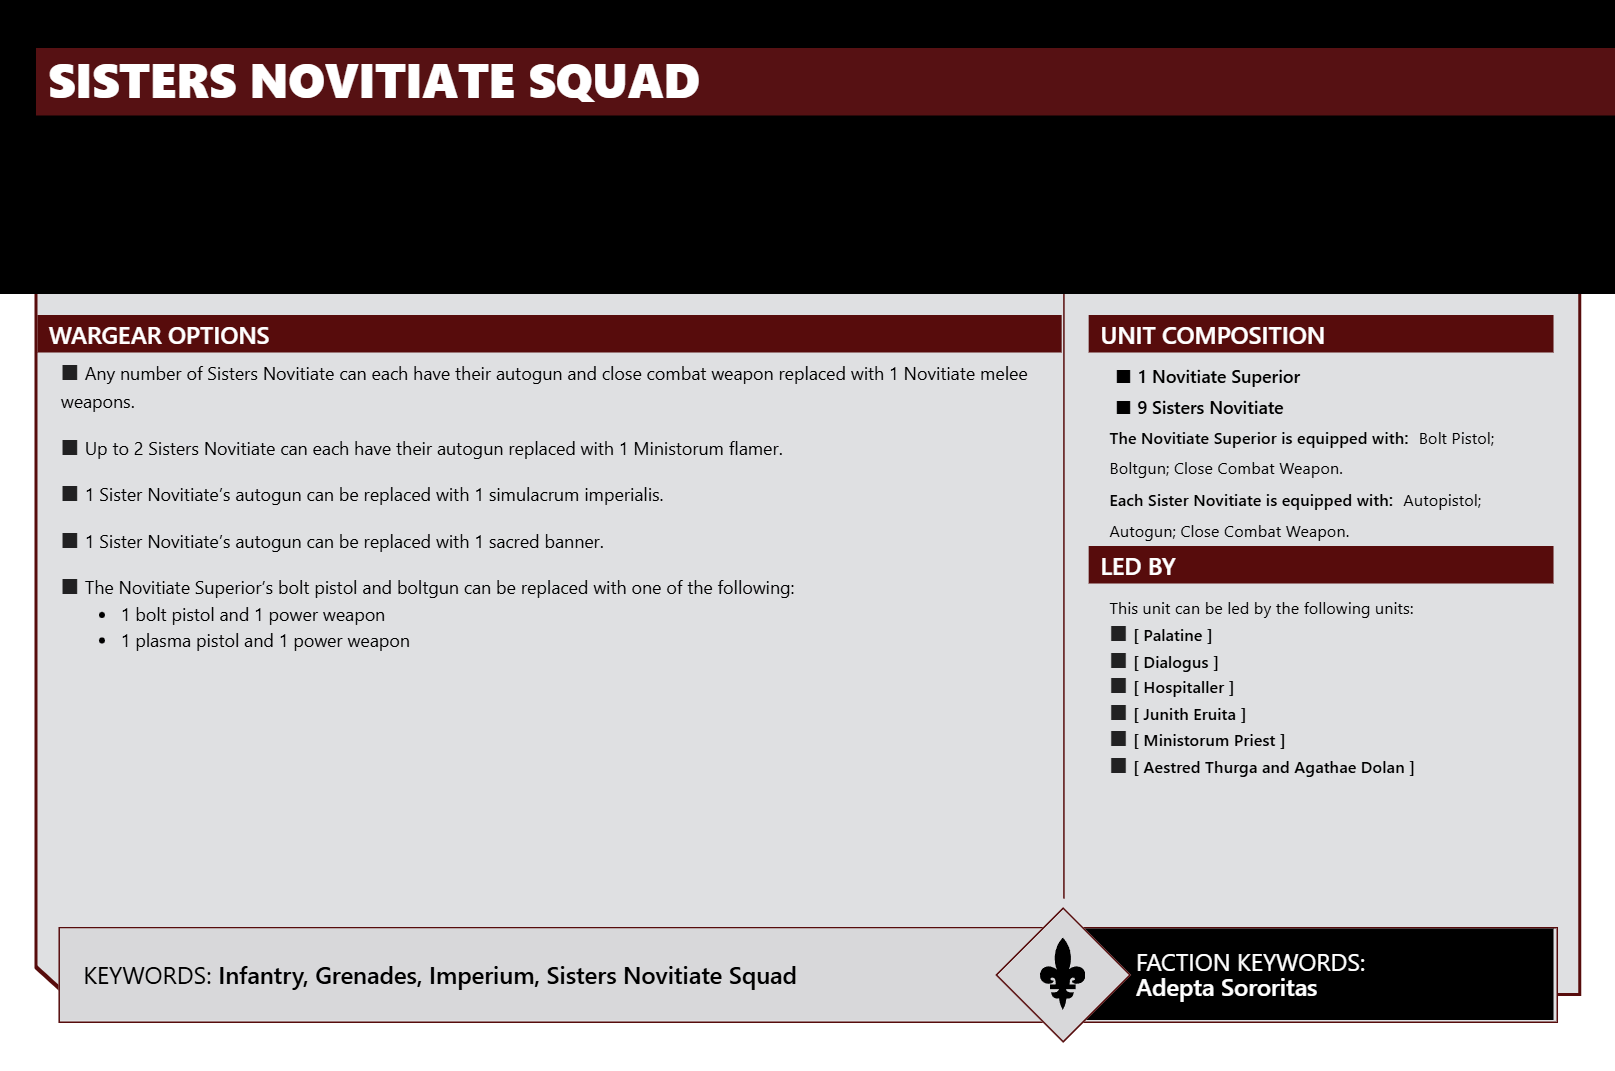 SISTERS NOVITIATE SQUAD
WARGEAR OPTIONS
■ Any number of Sisters Novitiate can each have their autogun and close combat weapon replaced with 1 Novitiate melee
weapons.
■ Up to 2 Sisters Novitiate can each have their autogun replaced with 1 Ministorum flamer.
■ 1 Sister Novitiate’s autogun can be replaced with 1 simulacrum imperialis.
■ 1 Sister Novitiate’s autogun can be replaced with 1 sacred banner.
■ The Novitiate Superior’s bolt pistol and boltgun can be replaced with one of the following:
• 1 bolt pistol and 1 power weapon
• 1 plasma pistol and 1 power weapon
UNIT COMPOSITION
■ 1 Novitiate Superior
■ 9 Sisters Novitiate
The Novitiate Superior is equipped with: Bolt Pistol;
Boltgun; Close Combat Weapon.
Each Sister Novitiate is equipped with: Autopistol;
Autogun; Close Combat Weapon.
LED BY
This unit can be led by the following units:
■ [ Palatine ]
■ [ Dialogus ]
■ [ Hospitaller ]
■ [ Junith Eruita ]
■ [ Ministorum Priest ]
■ [ Aestred Thurga and Agathae Dolan ]
KEYWORDS: Infantry, Grenades, Imperium, Sisters Novitiate Squad
FACTION KEYWORDS:
Adepta Sororitas